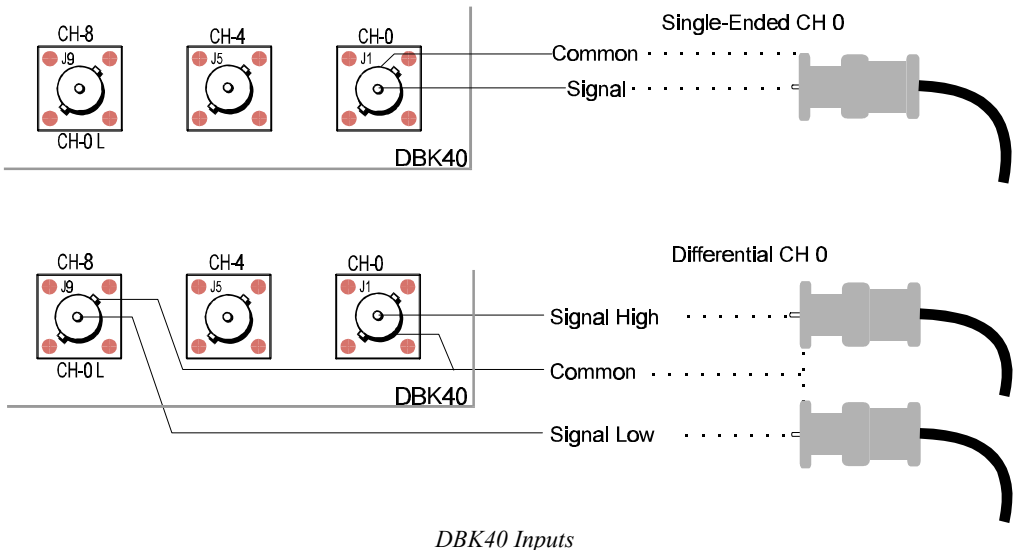 Single-Ended CH 0
CH-8
CH-4
CH-0
J9
J5
J1
Common
Signal
CH-0 L
DBK40
Differential CH 0
CH-8
CH-4
CH-0
J9
J5
J1
Signal High
CH-0 L
Common
DBK40
Signal Low
DBK40 Inputs